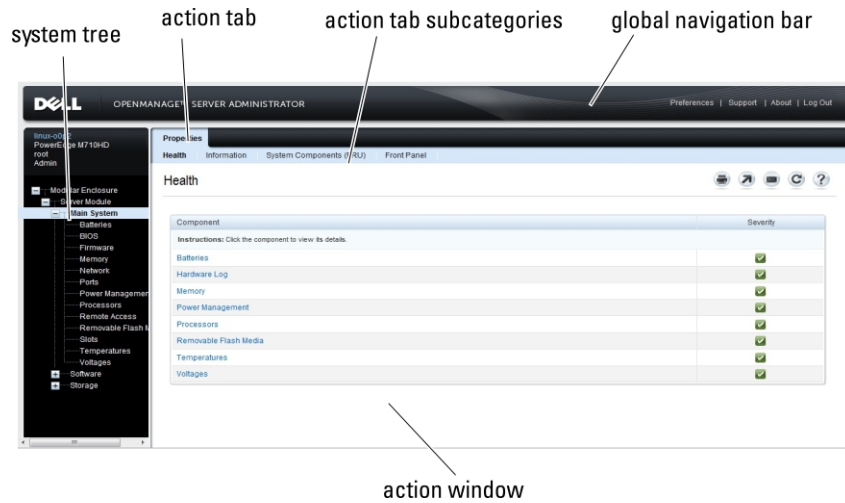 system tree
action tab
action tab subcategories
global navigation bar
DELL
OPENMANAGE™ SERVER ADMINISTRATOR
Preferences | Support | About | Log Out
PowerEdge M710HD
root
Admin
Properties
Health Information System Components (FRU) Front Panel
Modular Enclosure
Server Module
Main System
Batteries
BIOS
Firmware
Memory
Network
Ports
Power Managemen
Processors
Remote Access
Removable Flash M
Slots
Temperatures
Voltages
Software
Storage
Health
Component Severity
Instructions: Click the component to view its details.
Batteries
Hardware Log
Memory
Power Management
Processors
Removable Flash Media
Temperatures
Voltages
action window